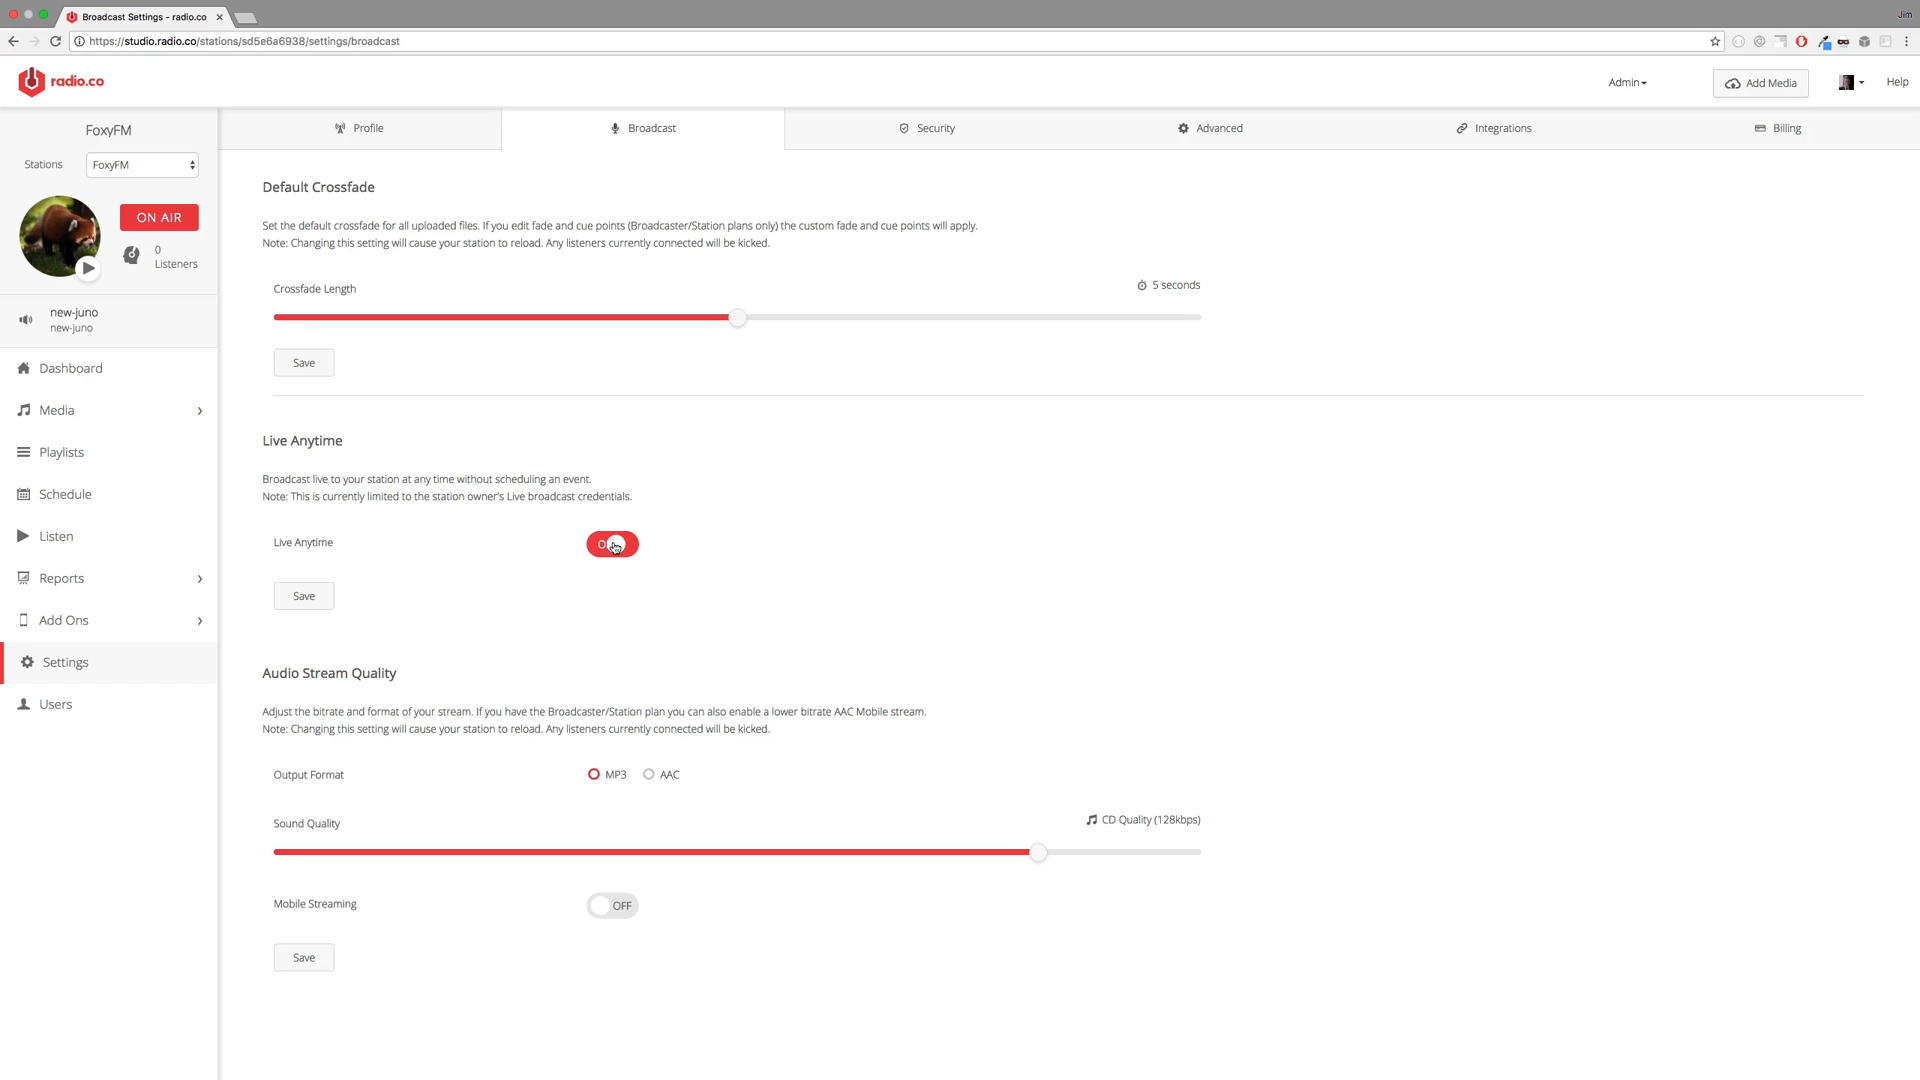 Broadcast Settings - radio.co
Jim
https://studio.radio.co/stations/sd5e6a6938/settings/broadcast
radio.co
Admin
Add Media
Help
FoxyFM
Stations
FoxyFM
ON AIR
0
Listeners
new-juno
new-juno
Dashboard
Media
Playlists
Schedule
Listen
Reports
Add Ons
Settings
Users
Profile
Broadcast
Security
Advanced
Integrations
Billing
Default Crossfade
Set the default crossfade for all uploaded files. If you edit fade and cue points (Broadcaster/Station plans only) the custom fade and cue points will apply.
Note: Changing this setting will cause your station to reload. Any listeners currently connected will be kicked.
Crossfade Length
5 seconds
Save
Live Anytime
Broadcast live to your station at any time without scheduling an event.
Note: This is currently limited to the station owner's Live broadcast credentials.
Live Anytime
Save
Audio Stream Quality
Adjust the bitrate and format of your stream. If you have the Broadcaster/Station plan you can also enable a lower bitrate AAC Mobile stream.
Note: Changing this setting will cause your station to reload. Any listeners currently connected will be kicked.
Output Format
MP3
AAC
Sound Quality
CD Quality (128kbps)
Mobile Streaming
OFF
Save